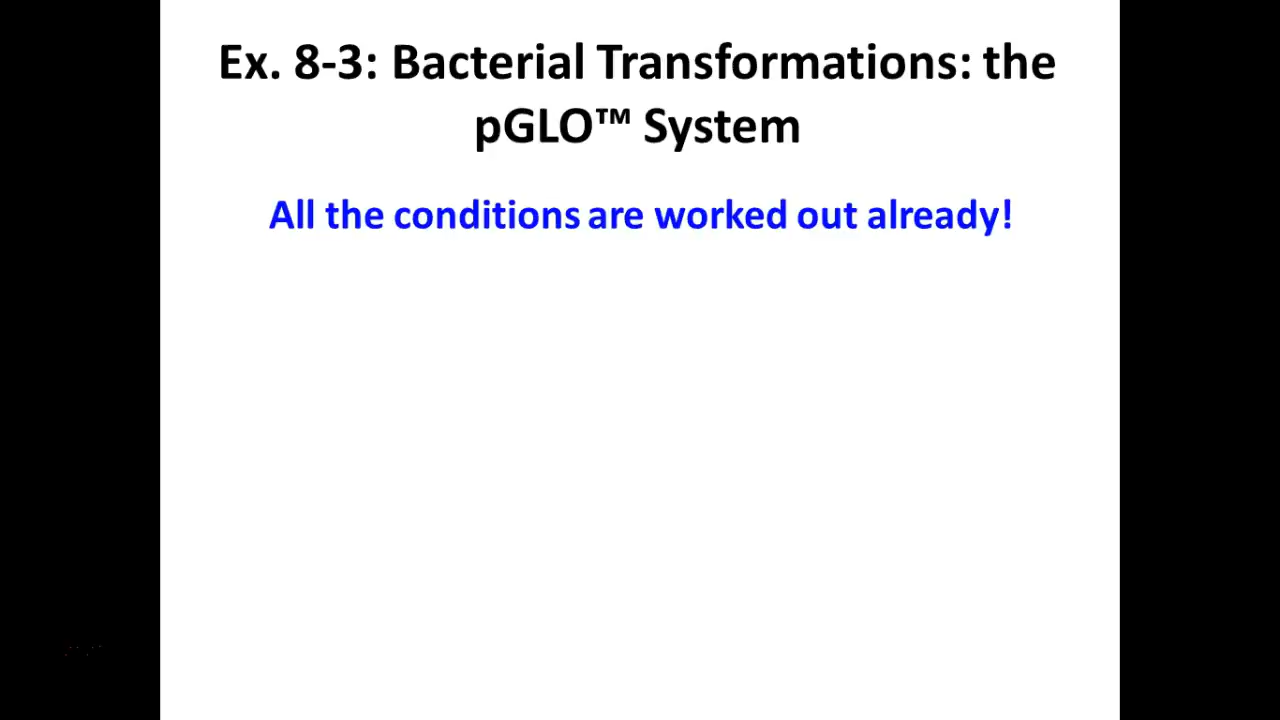 Ex. 8-3: Bacterial Transformations: the
pGLO™ System
All the conditions are worked out already!